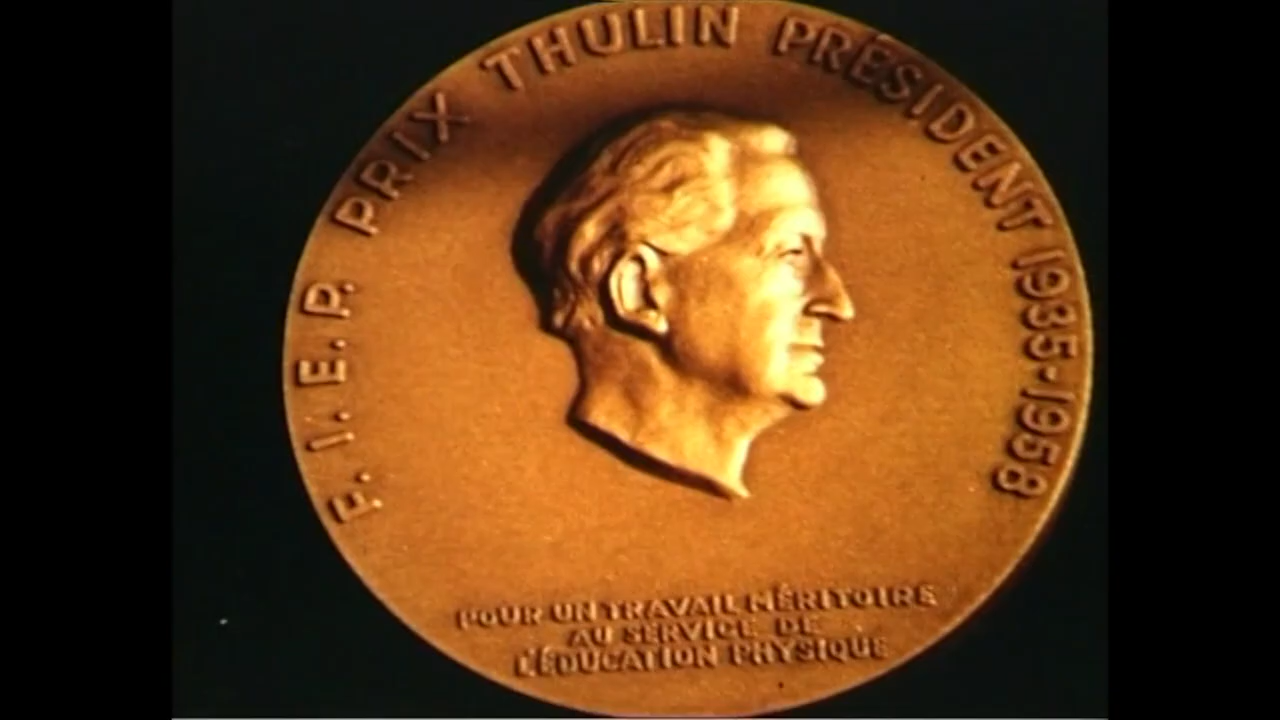 F.I.E.P. PRIX THULIN PRÉSIDENT 1935-1958
POUR UN TRAVAIL MÉRITOIRE
AU SERVICE DE
L'ÉDUCATION PHYSIQUE